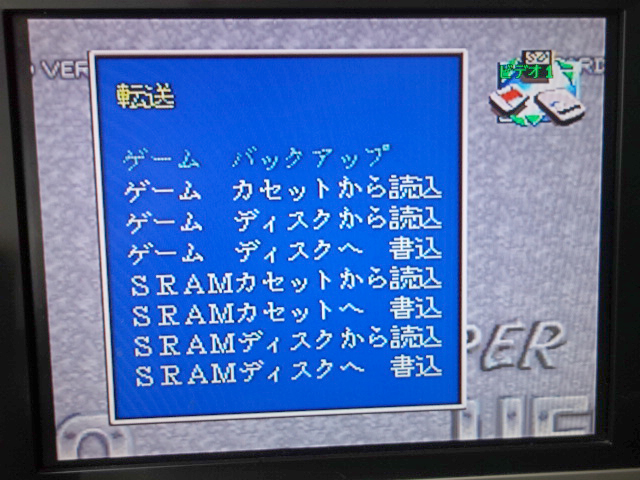 VER
ビデオ1
転送
ゲーム バックアップ
ゲーム カセットから読込
ゲーム ディスクから読込
ゲーム ディスクへ 書込
SRAMカセットから読込
SRAMカセットへ 書込
SRAMディスクから読込
SRAMディスクへ 書込
PER